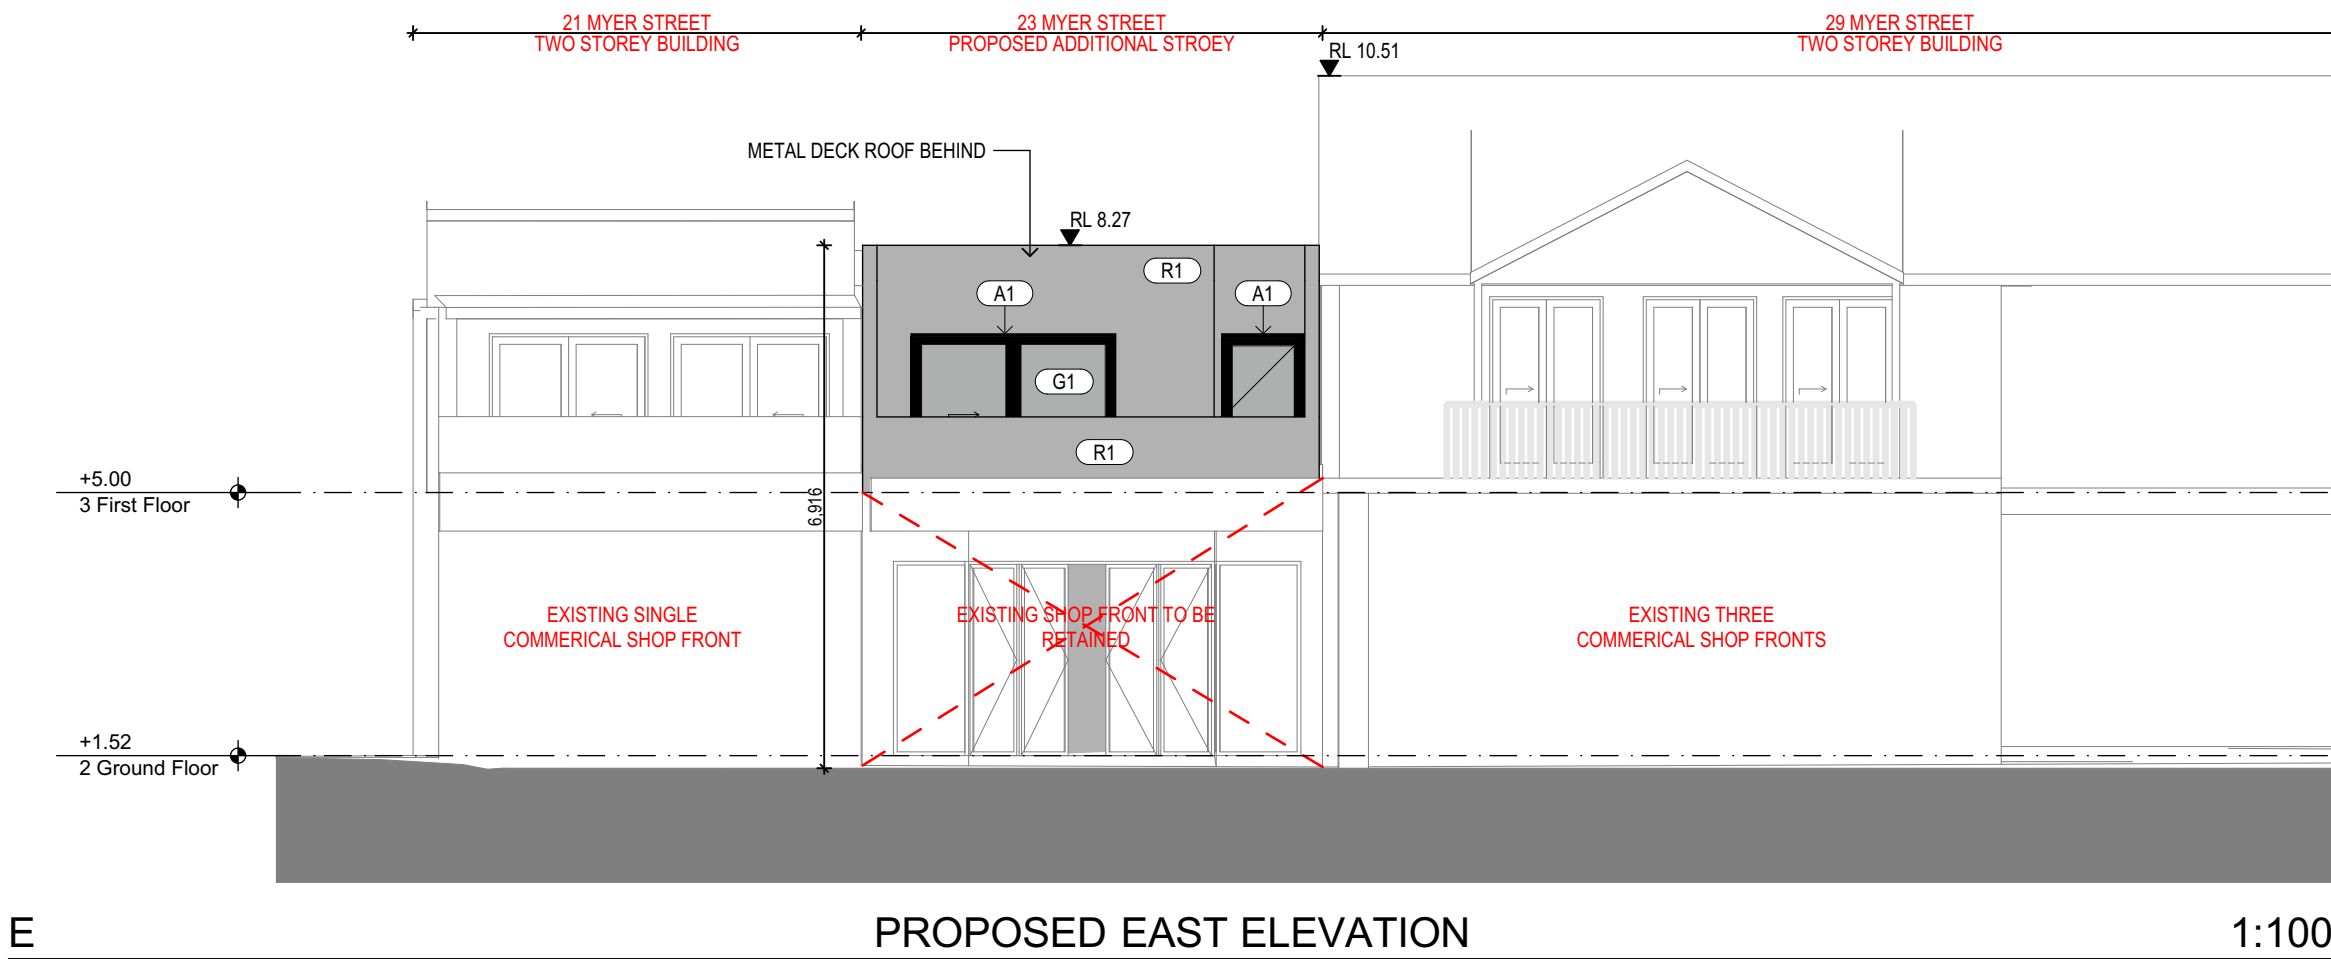 21 MYER STREET
TWO STOREY BUILDING
23 MYER STREET
PROPOSED ADDITIONAL STROEY
29 MYER STREET
TWO STOREY BUILDING
RL 10.51
METAL DECK ROOF BEHIND
RL 8.27
R1
A1
A1
G1
R1
+5.00
3 First Floor
6,916
EXISTING SINGLE
COMMERICAL SHOP FRONT
EXISTING SHOP FRONT TO BE
RETAINED
EXISTING THREE
COMMERICAL SHOP FRONTS
+1.52
2 Ground Floor
E
PROPOSED EAST ELEVATION
1:100